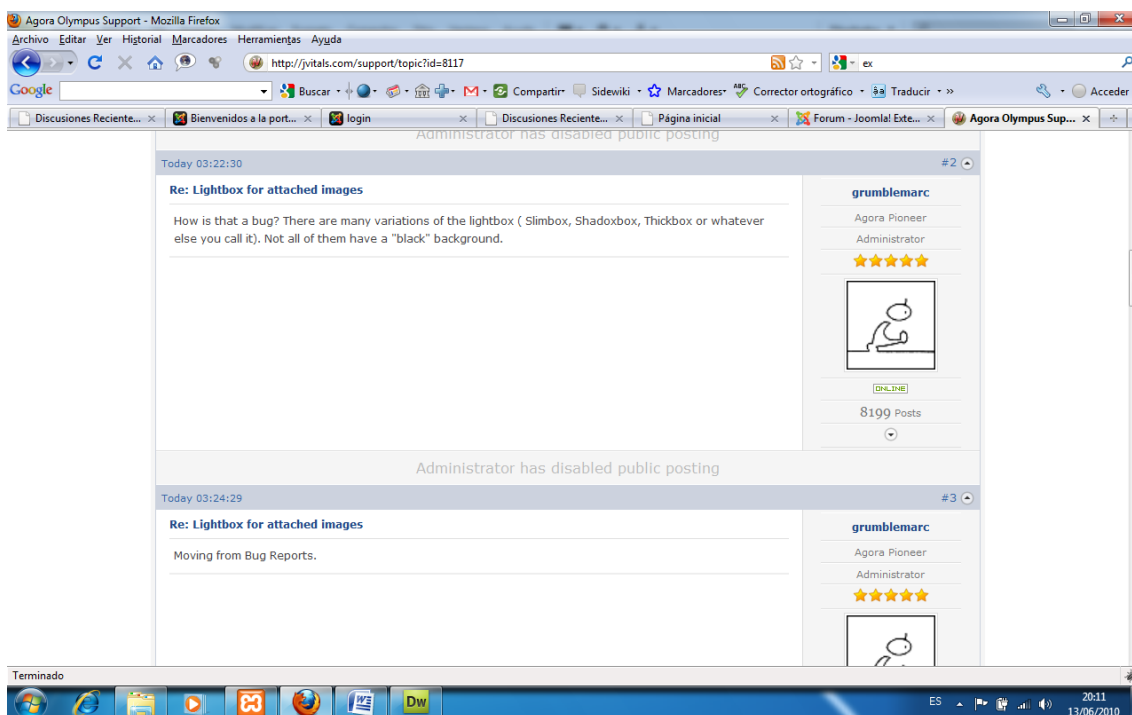 Agora Olympus Support - Mozilla Firefox
Archivo Editar Ver Historial Marcadores Herramientas Ayuda
http://jvitals.com/support/topic?id=8117 ex
Google Buscar Compartir Sidewiki Marcadores Corrector ortográfico Traducir » Acceder
Discusiones Reciente... Bienvenidos a la port... login Discusiones Reciente... Página inicial Forum - Joomla! Exte... Agora Olympus Sup...
Administrator has disabled public posting
Today 03:22:30 #2
Re: Lightbox for attached images
grumblemarc
How is that a bug? There are many variations of the lightbox ( Slimbox, Shadoxbox, Thickbox or whatever
else you call it). Not all of them have a "black" background.
Agora Pioneer
Administrator
ONLINE
8199 Posts
Administrator has disabled public posting
Today 03:24:29 #3
Re: Lightbox for attached images
grumblemarc
Moving from Bug Reports.
Agora Pioneer
Administrator
Terminado
Dw
ES
20:11
13/06/2010